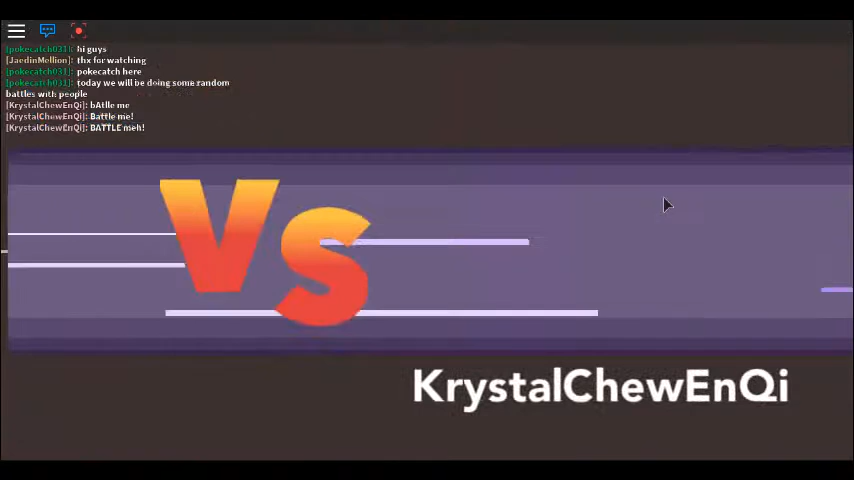 [pokecatch031]: hi guys
[JaedinMellion]: thx for watching
[pokecatch031]: pokecatch here
[pokecatch031]: today we will be doing some random
battles with people
[KrystalChewEnQi]: bAtlle me
[KrystalChewEnQi]: Battle me!
[KrystalChewEnQi]: BATTLE meh!
Vs
KrystalChewEnQi